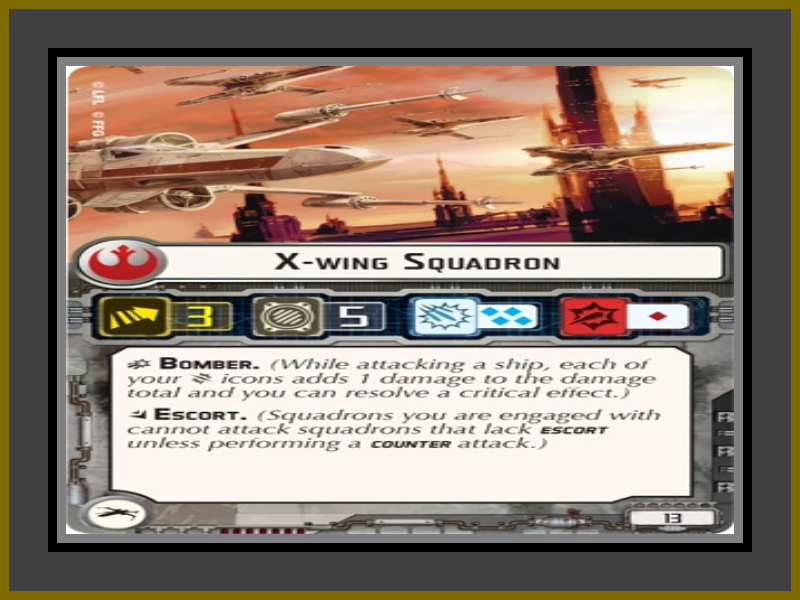 ©LFL ©FFG
X-WING SQUADRON
3 5
BOMBER. (While attacking a ship, each of
your icons adds 1 damage to the damage
total and you can resolve a critical effect.)
ESCORT. (Squadrons you are engaged with
cannot attack squadrons that lack ESCORT
unless performing a COUNTER attack.)
13